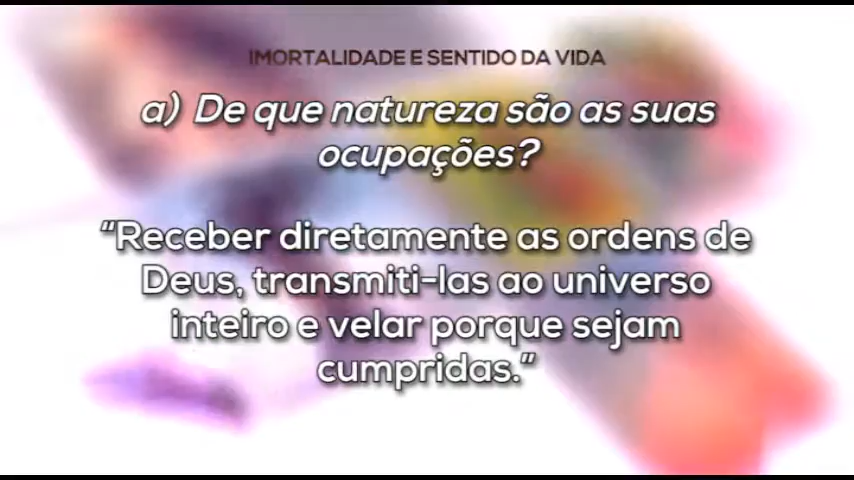 IMORTALIDADE E SENTIDO DA VIDA
a) De que natureza são as suas
ocupações?
“Receber diretamente as ordens de
Deus, transmiti-las ao universo
inteiro e velar porque sejam
cumpridas.”